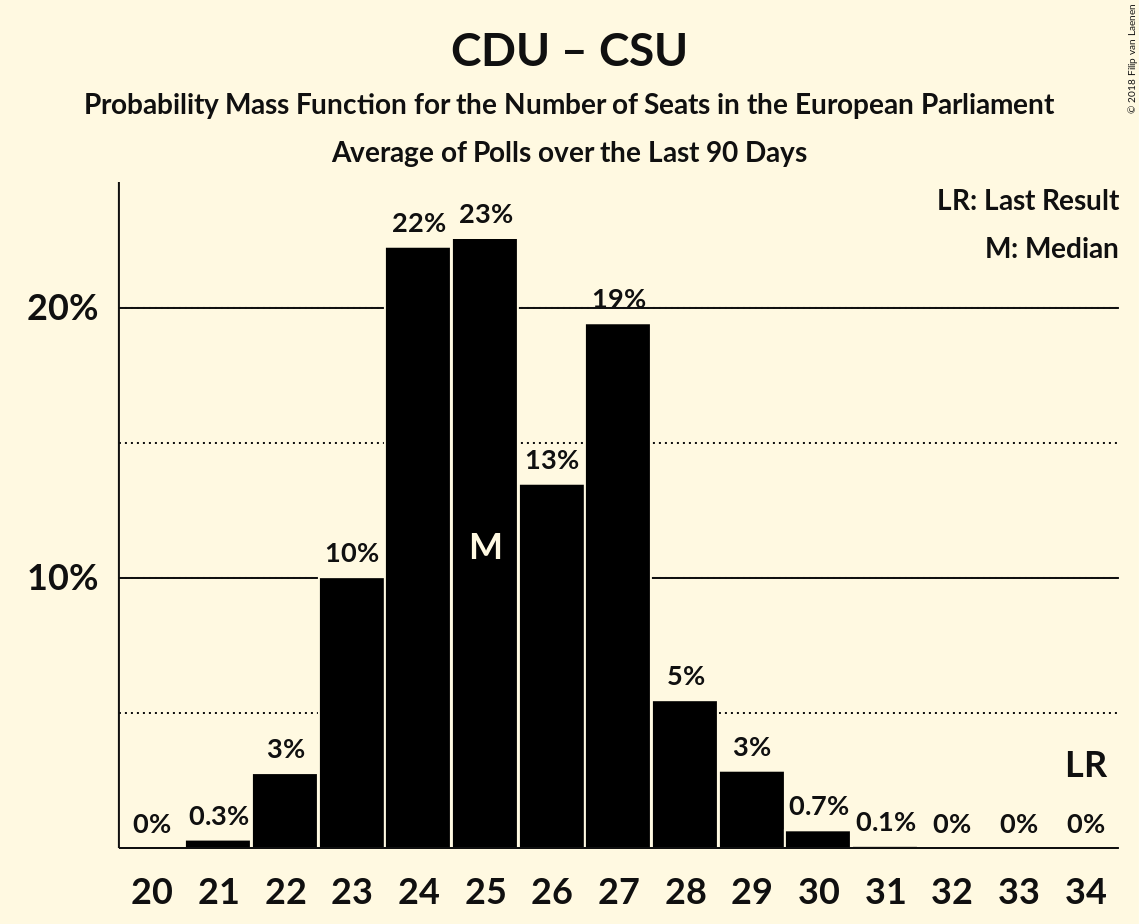 CDU – CSU
Probability Mass Function for the Number of Seats in the European Parliament
Average of Polls over the Last 90 Days
© 2018 Filip van Laenen
LR: Last Result
M: Median
20%
10%
0%
0.3%
3%
10%
22%
23%
13%
19%
5%
3%
0.7%
0.1%
0%
0%
0%
M
LR
20 21 22 23 24 25 26 27 28 29 30 31 32 33 34